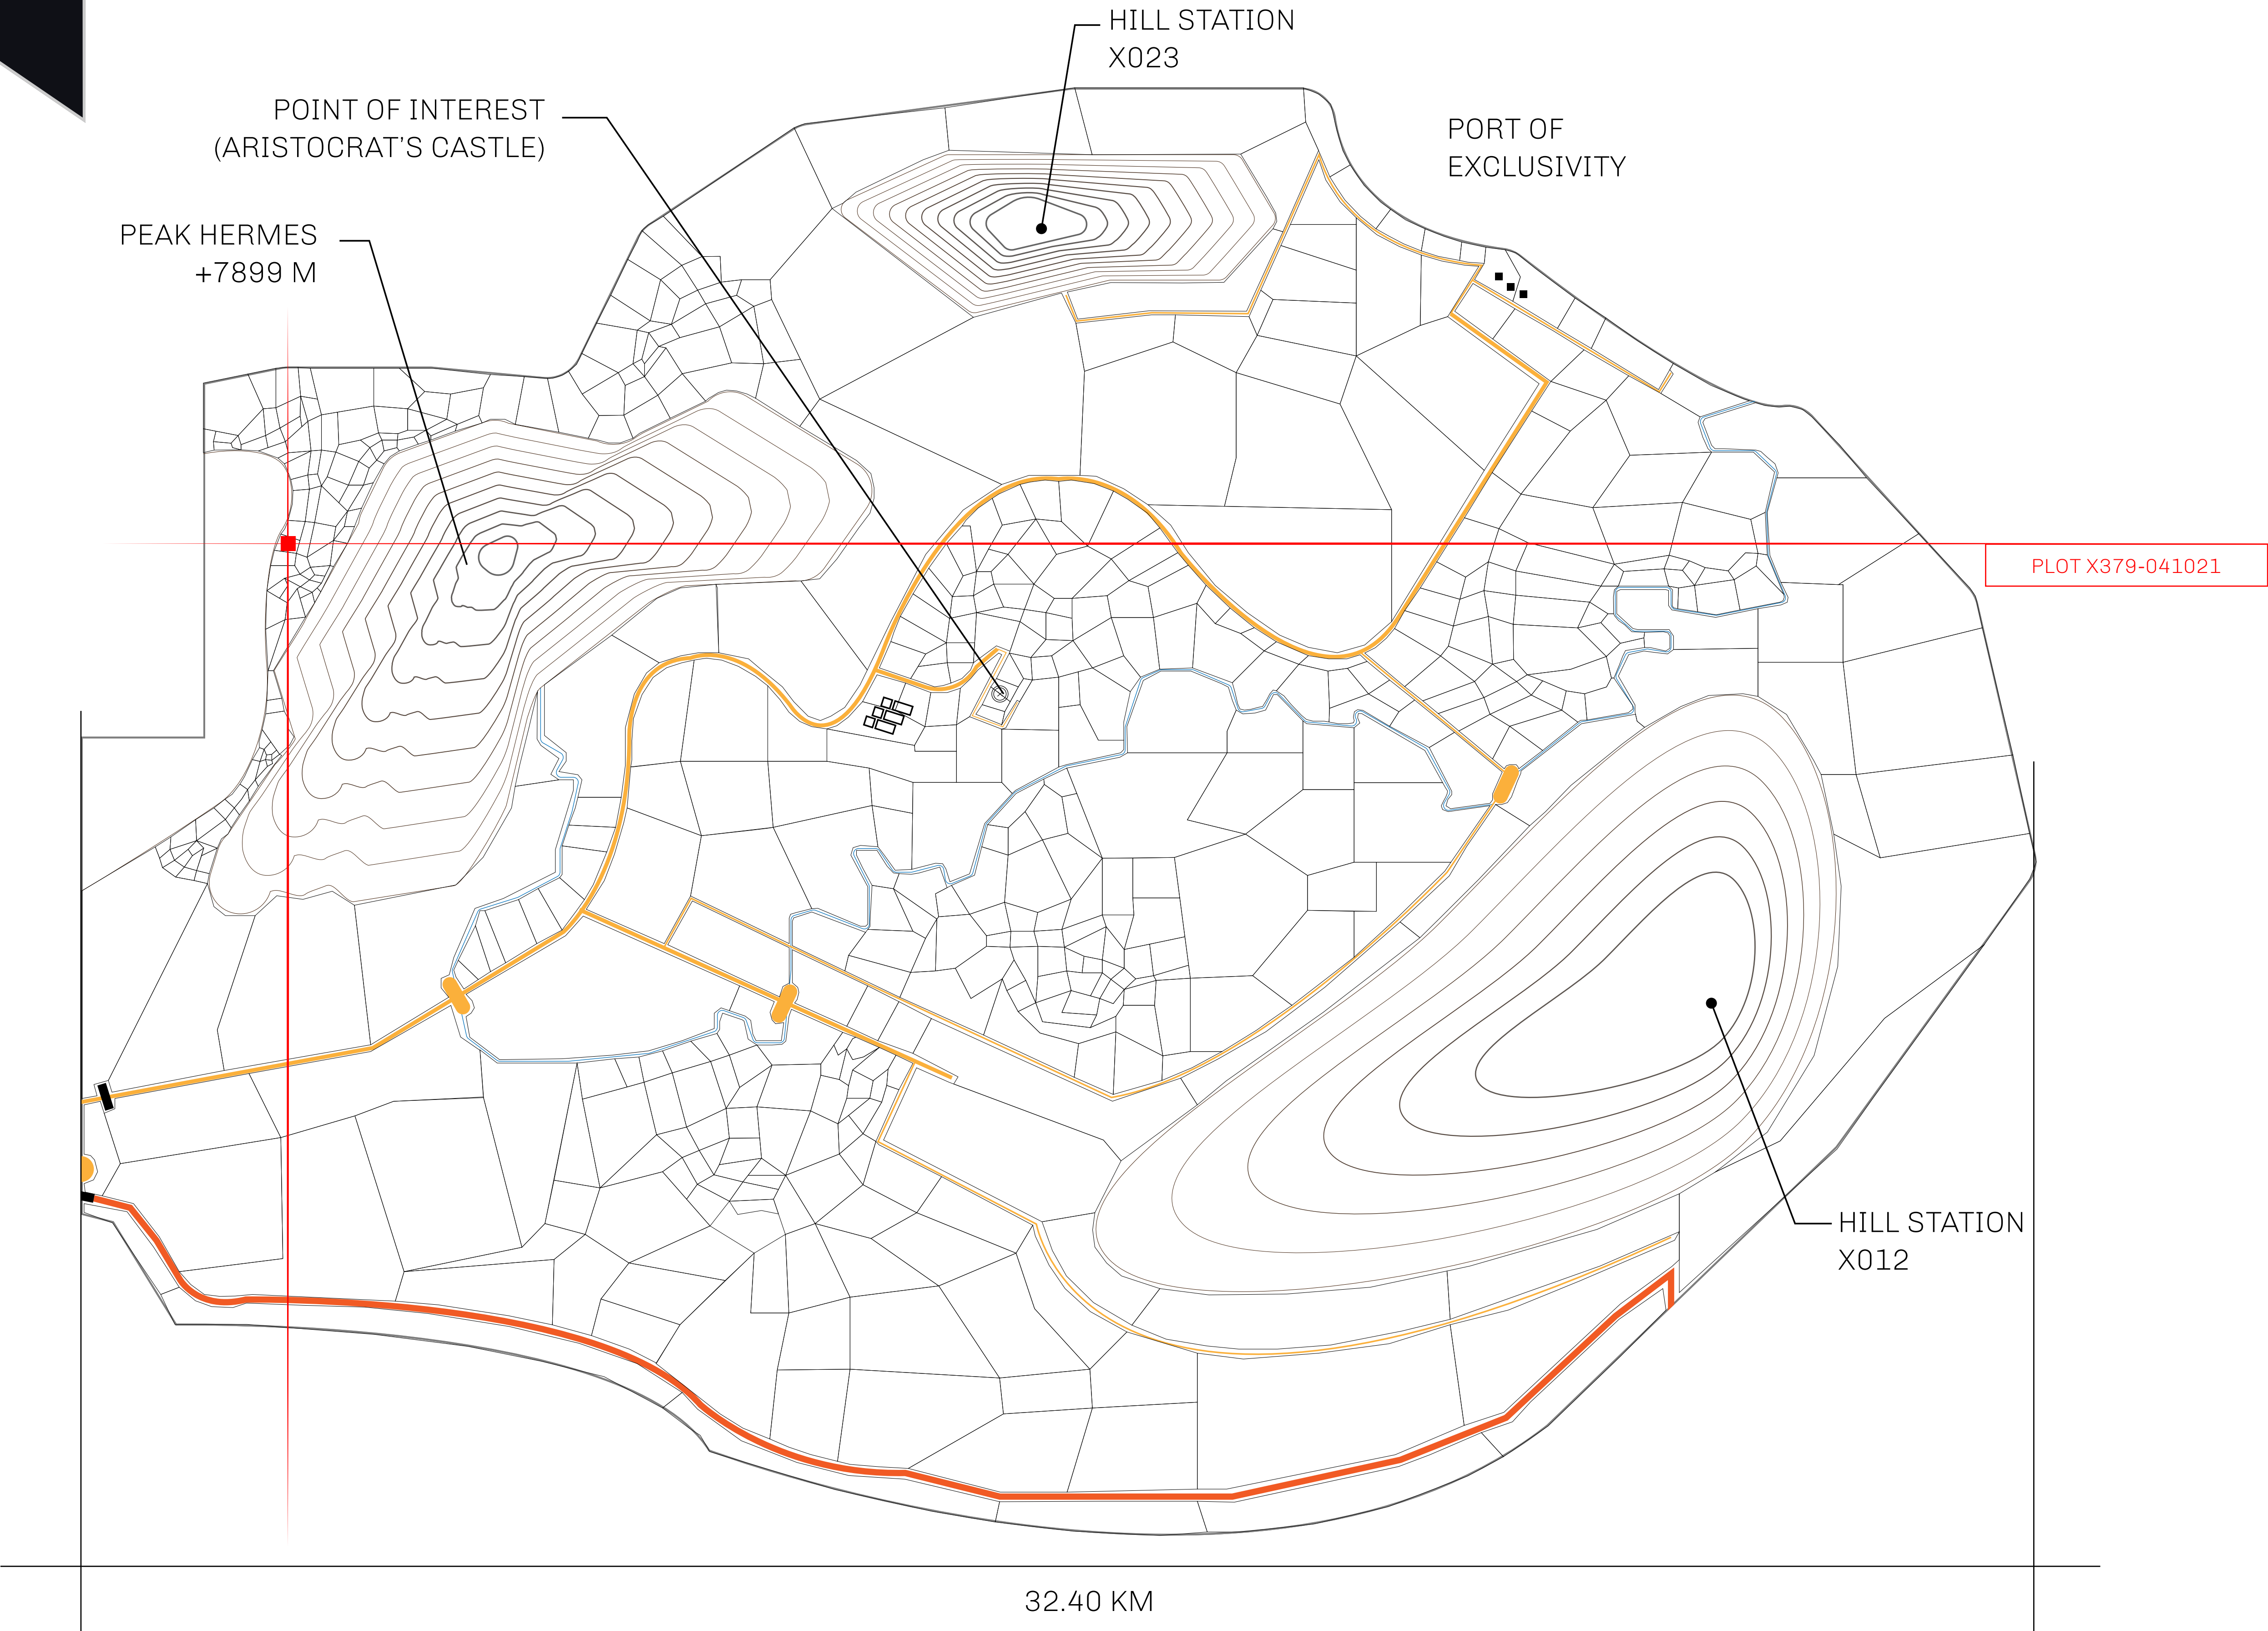 HILL STATION
X023
POINT OF INTEREST
(ARISTOCRAT'S CASTLE)
PORT OF
EXCLUSIVITY
PEAK HERMES
+7899 M
PLOT X379-041021
HILL STATION
X012
32.40 KM